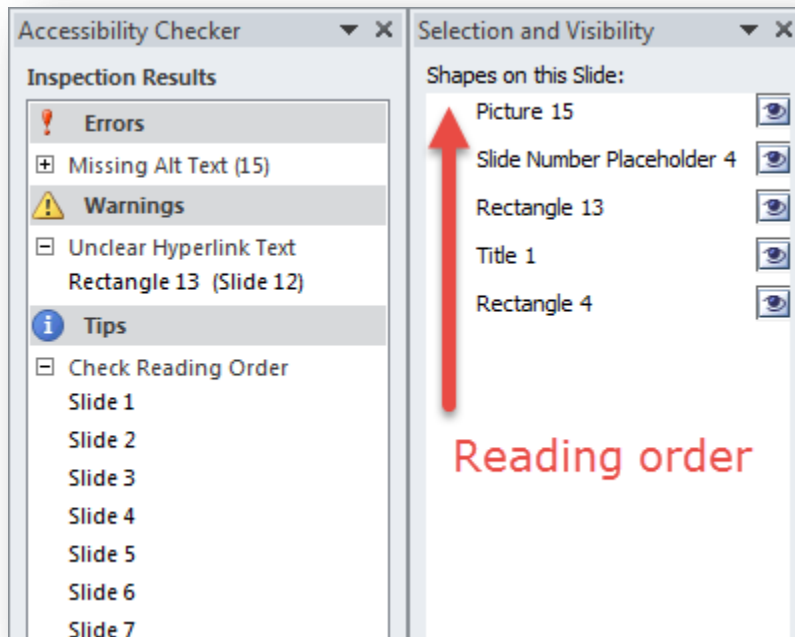 Accessibility Checker
Inspection Results
Errors
Missing Alt Text (15)
Warnings
Unclear Hyperlink Text
Rectangle 13 (Slide 12)
Tips
Check Reading Order
Slide 1
Slide 2
Slide 3
Slide 4
Slide 5
Slide 6
Slide 7
Selection and Visibility
Shapes on this Slide:
Picture 15
Slide Number Placeholder 4
Rectangle 13
Title 1
Rectangle 4
Reading order